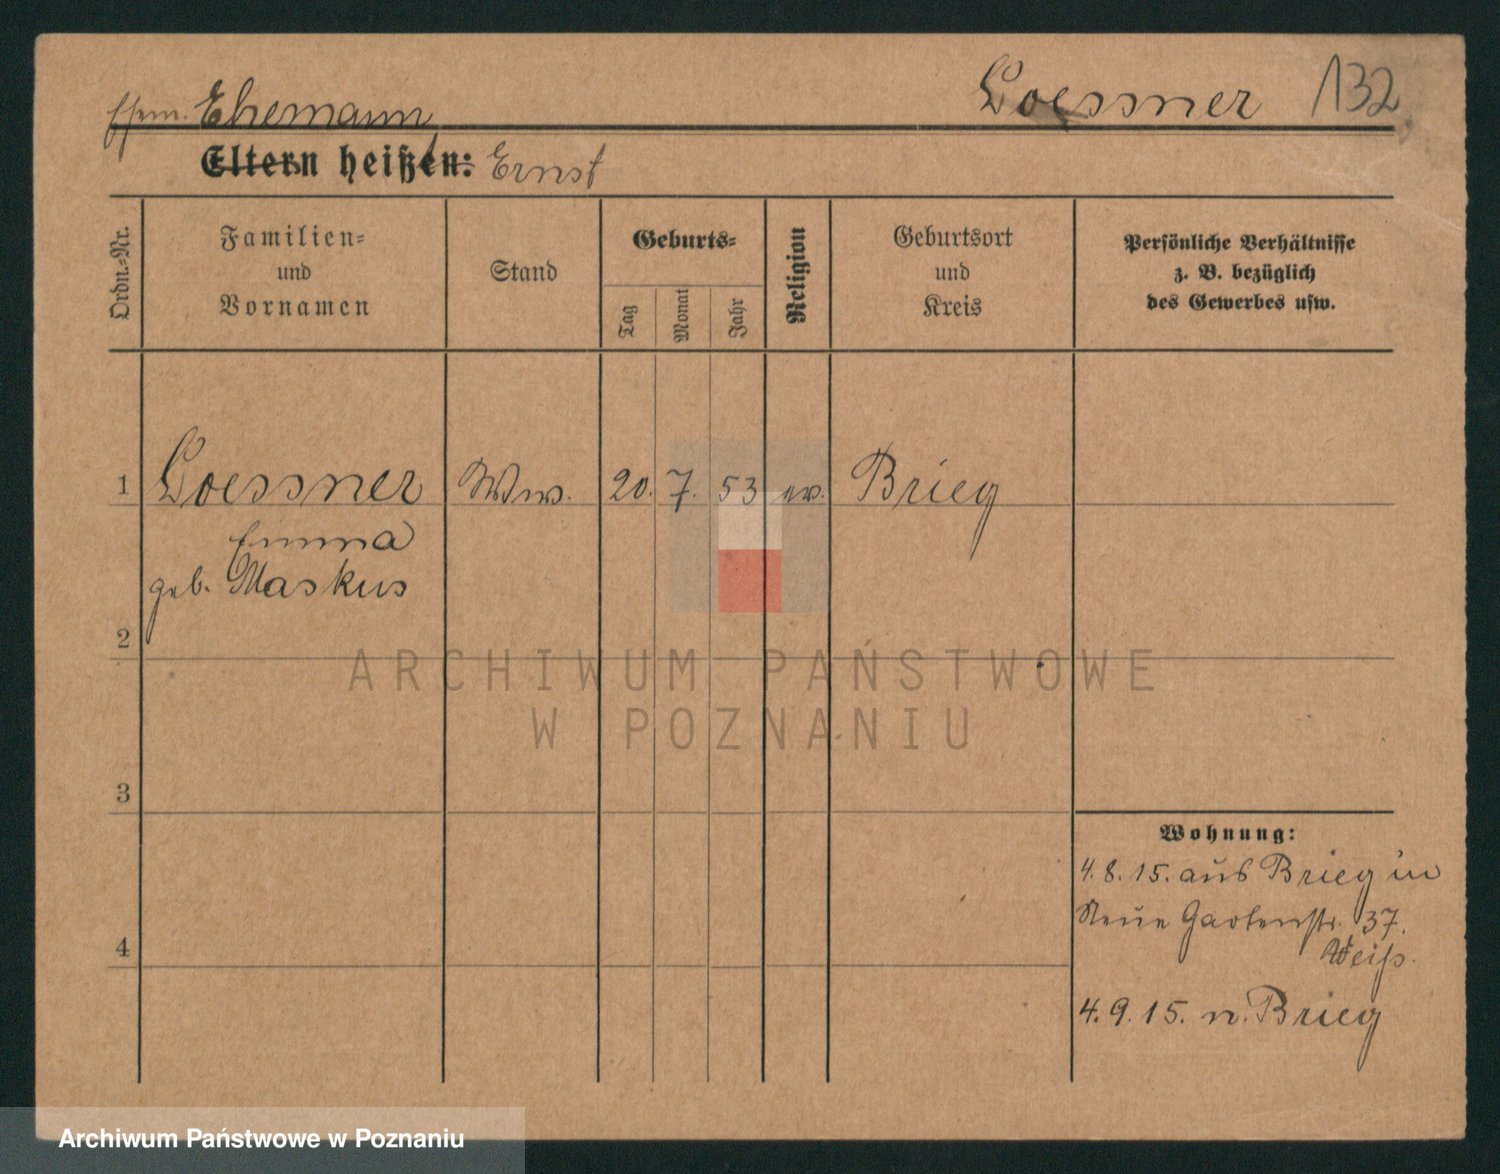 Ehemann
Loessner 132
Eltern heißen: Ernst
Ordn.-Nr.
Familien-
und
Vornamen
Stand
Geburts-
Tag
Monat
Jahr
Religion
Geburtsort
und
Kreis
Persönliche Verhältnisse
z. B. bezüglich
des Gewerbes usw.
1 Loessner Ww. 20. 7. 53 ev. Brieg
Emma
geb. Maskus
2
3
4
Wohnung:
4. 8. 15. aus Brieg in
Neue Gartenstr. 37.
Weiß.
4. 9. 15. n. Brieg
ARCHIWUM PAŃSTWOWE
W POZNANIU
Archiwum Państwowe w Poznaniu